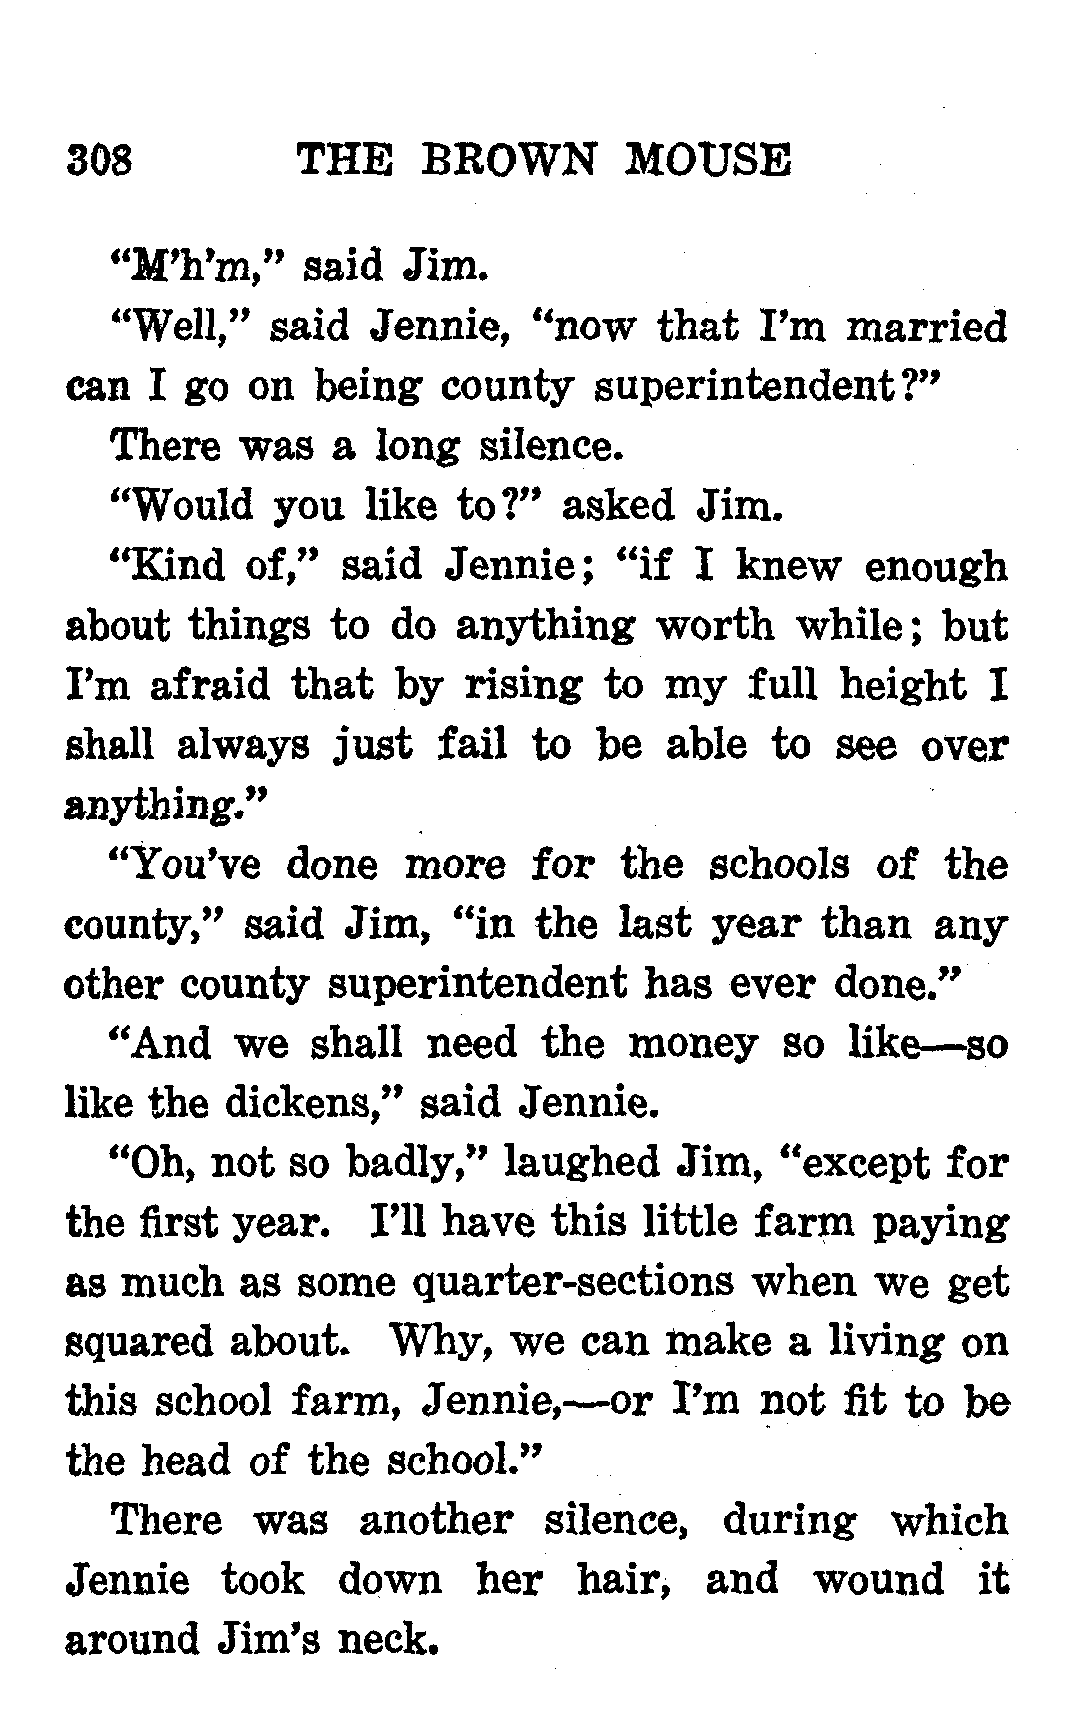 308 THE BROWN MOUSE
“M’h’m,” said Jim.
“Well,” said Jennie, “now that I’m married
can I go on being county superintendent?”
There was a long silence.
“Would you like to?” asked Jim.
“Kind of,” said Jennie; “if I knew enough
about things to do anything worth while; but
I’m afraid that by rising to my full height I
shall always just fail to be able to see over
anything.”
“You’ve done more for the schools of the
county,” said Jim, “in the last year than any
other county superintendent has ever done.”
“And we shall need the money so like—so
like the dickens,” said Jennie.
“Oh, not so badly,” laughed Jim, “except for
the first year. I’ll have this little farm paying
as much as some quarter-sections when we get
squared about. Why, we can make a living on
this school farm, Jennie,—or I’m not fit to be
the head of the school.”
There was another silence, during which
Jennie took down her hair, and wound it
around Jim’s neck.